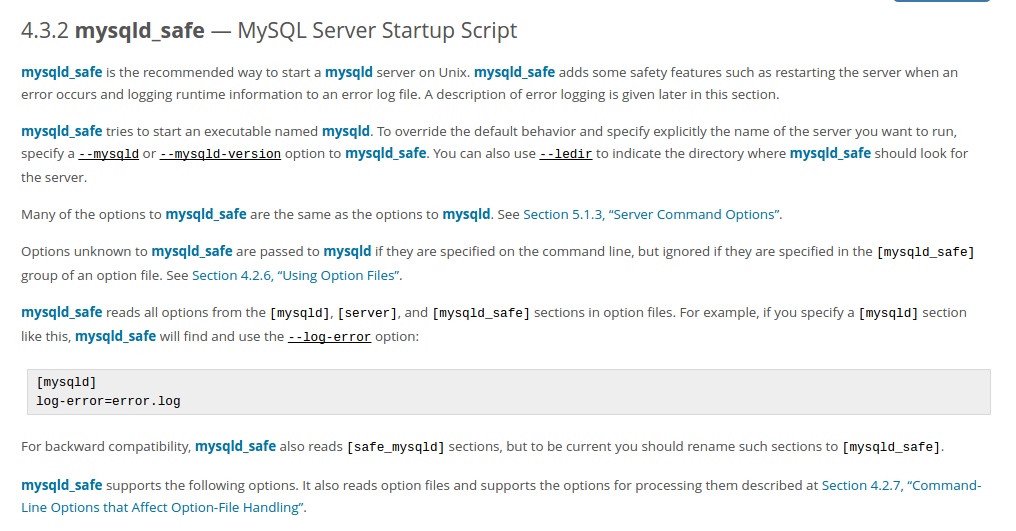 4.3.2 mysqld_safe — MySQL Server Startup Script
mysqld_safe is the recommended way to start a mysqld server on Unix. mysqld_safe adds some safety features such as restarting the server when an
error occurs and logging runtime information to an error log file. A description of error logging is given later in this section.
mysqld_safe tries to start an executable named mysqld. To override the default behavior and specify explicitly the name of the server you want to run,
specify a --mysqld or --mysqld-version option to mysqld_safe. You can also use --ledir to indicate the directory where mysqld_safe should look for
the server.
Many of the options to mysqld_safe are the same as the options to mysqld. See Section 5.1.3, “Server Command Options”.
Options unknown to mysqld_safe are passed to mysqld if they are specified on the command line, but ignored if they are specified in the [mysqld_safe]
group of an option file. See Section 4.2.6, “Using Option Files”.
mysqld_safe reads all options from the [mysqld], [server], and [mysqld_safe] sections in option files. For example, if you specify a [mysqld] section
like this, mysqld_safe will find and use the --log-error option:
[mysqld]
log-error=error.log
For backward compatibility, mysqld_safe also reads [safe_mysqld] sections, but to be current you should rename such sections to [mysqld_safe].
mysqld_safe supports the following options. It also reads option files and supports the options for processing them described at Section 4.2.7, “Command-
Line Options that Affect Option-File Handling”.